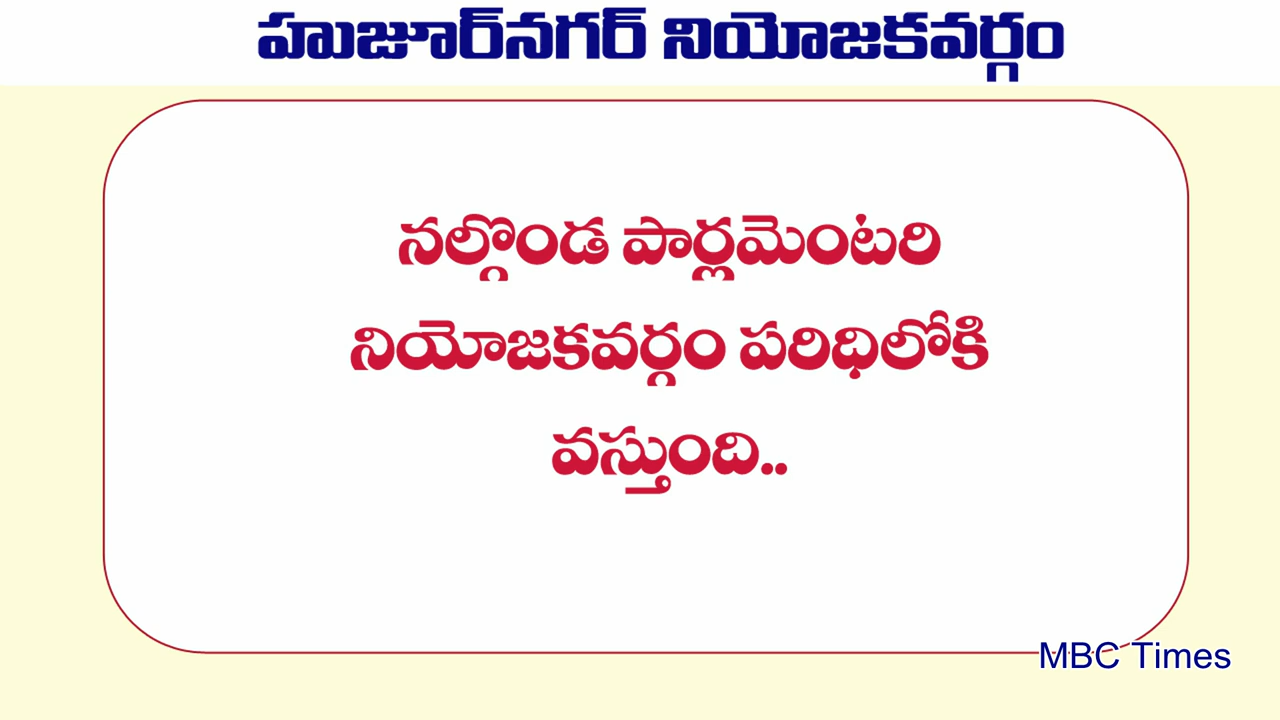 హుజూర్‌నగర్ నియోజకవర్గం
నల్గొండ పార్లమెంటరి
నియోజకవర్గం పరిధిలోకి
వస్తుంది..
MBC Times